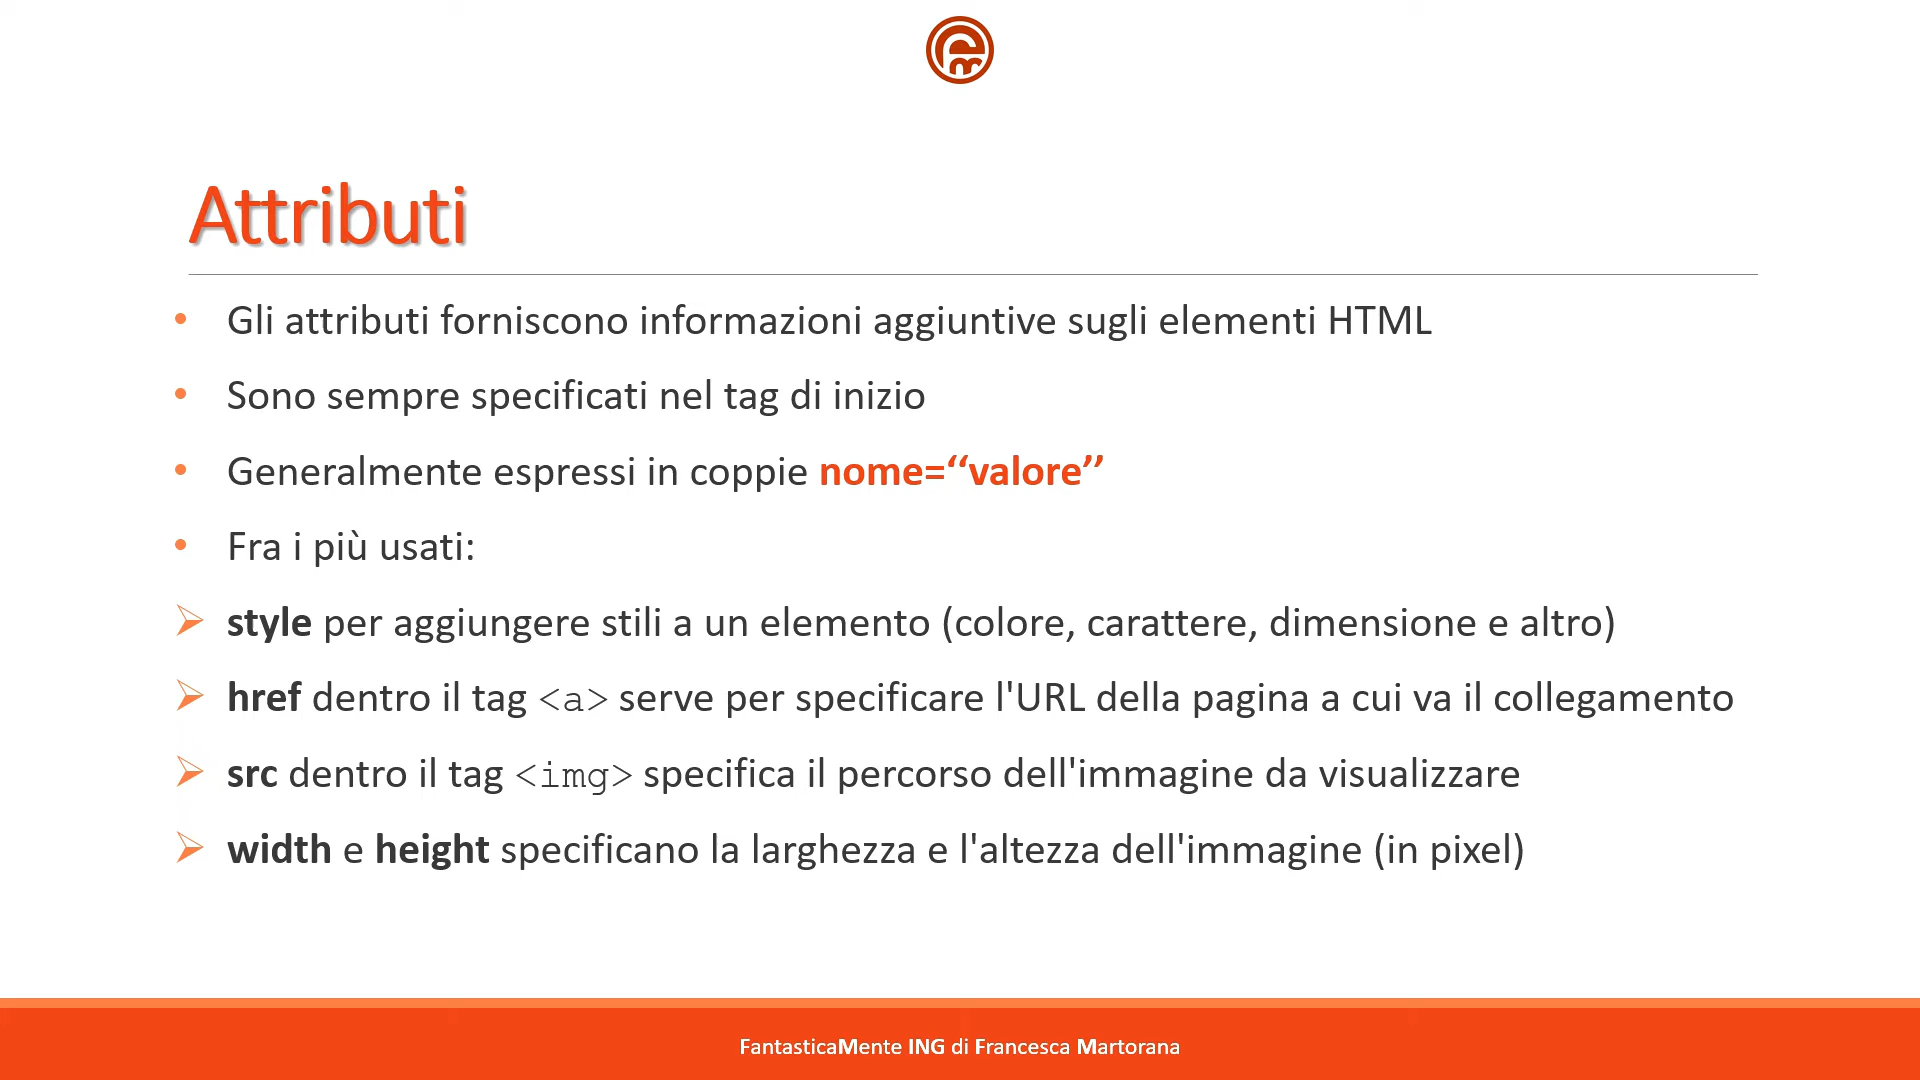 Attributi
• Gli attributi forniscono informazioni aggiuntive sugli elementi HTML
• Sono sempre specificati nel tag di inizio
• Generalmente espressi in coppie nome=‘‘valore’’
• Fra i più usati:
➢ style per aggiungere stili a un elemento (colore, carattere, dimensione e altro)
➢ href dentro il tag <a> serve per specificare l'URL della pagina a cui va il collegamento
➢ src dentro il tag <img> specifica il percorso dell'immagine da visualizzare
➢ width e height specificano la larghezza e l'altezza dell'immagine (in pixel)
FantasticaMente ING di Francesca Martorana